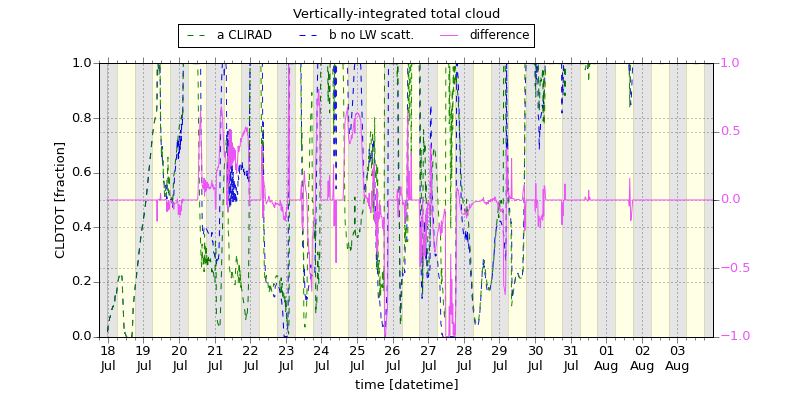 Vertically-integrated total cloud
a CLIRAD b no LW scatt. difference
CLDTOT [fraction]
1.0
0.8
0.6
0.4
0.2
0.0
1.0
0.5
0.0
−0.5
−1.0
18 19 20 21 22 23 24 25 26 27 28 29 30 31 01 02 03
Jul Jul Jul Jul Jul Jul Jul Jul Jul Jul Jul Jul Jul Jul Aug Aug Aug
time [datetime]